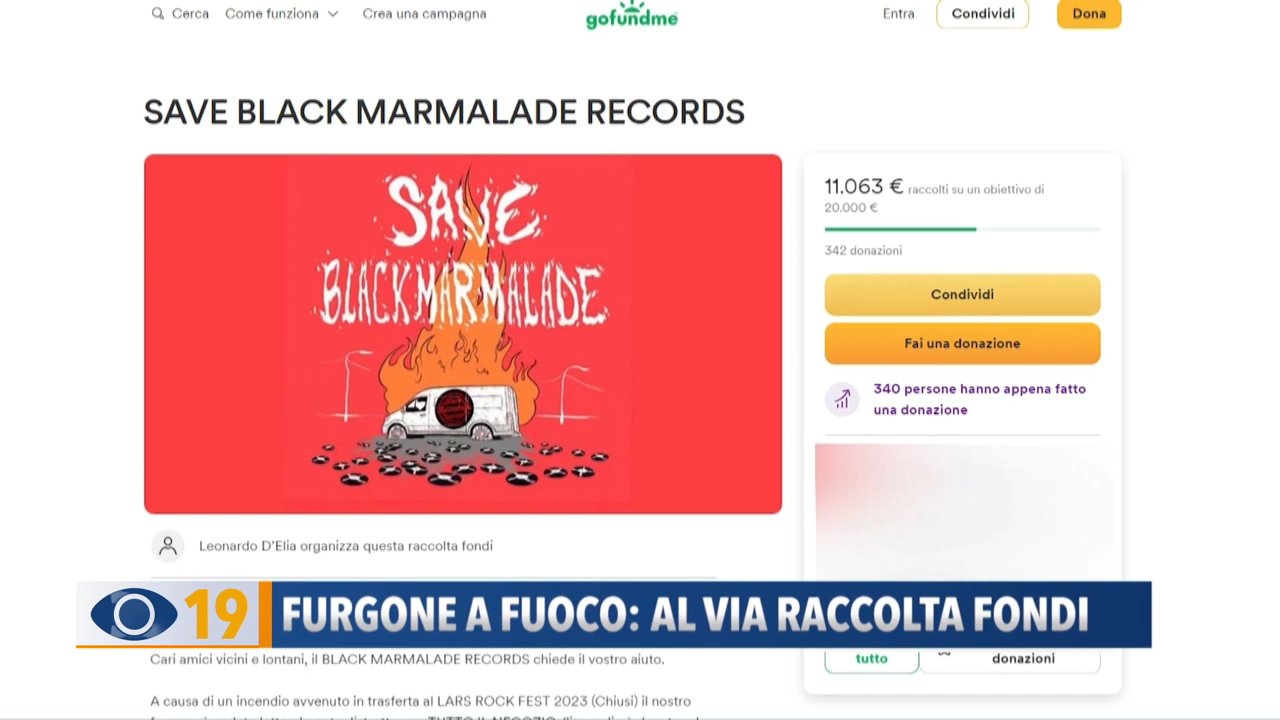 Cerca Come funziona Crea una campagna gofundme Entra Condividi Dona
SAVE BLACK MARMALADE RECORDS
SAVE
BLACK MARMALADE
11.063 € raccolti su un obiettivo di
20.000 €
342 donazioni
Condividi
Fai una donazione
340 persone hanno appena fatto
una donazione
Leonardo D'Elia organizza questa raccolta fondi
19 FURGONE A FUOCO: AL VIA RACCOLTA FONDI
tutto donazioni
Cari amici vicini e lontani, il BLACK MARMALADE RECORDS chiede il vostro aiuto.
A causa di un incendio avvenuto in trasferta al LARS ROCK FEST 2023 (Chiusi) il nostro